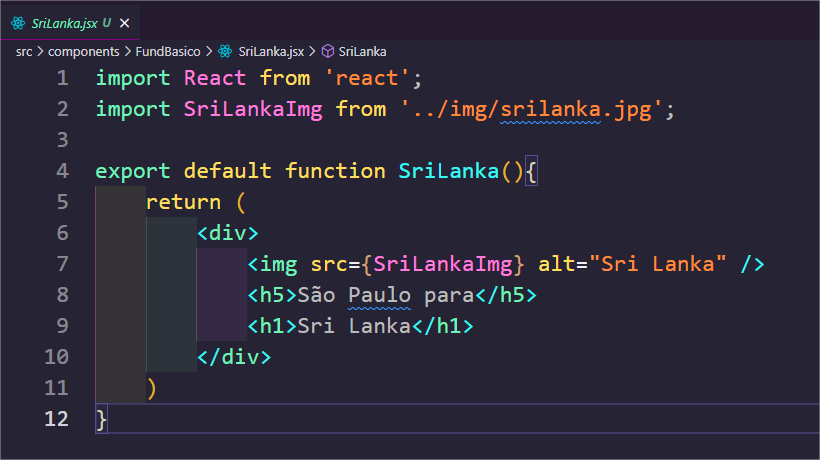 SriLanka.jsx U ×
src > components > FundBasico > SriLanka.jsx > SriLanka
1 import React from 'react';
2 import SriLankaImg from '../img/srilanka.jpg';
3
4 export default function SriLanka(){
5     return (
6         <div>
7             <img src={SriLankaImg} alt="Sri Lanka" />
8             <h5>São Paulo para</h5>
9             <h1>Sri Lanka</h1>
10         </div>
11     )
12 }